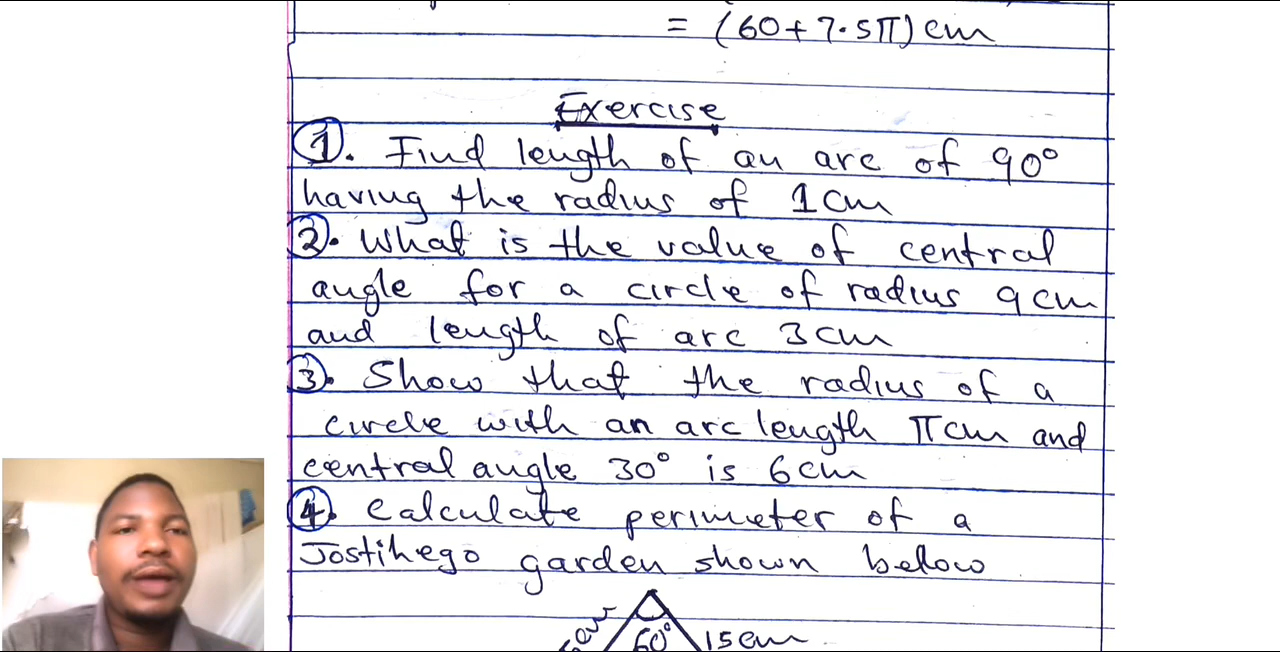 = (60+7.5π) cm
Exercise
1. Find length of an arc of 90°
having the radius of 1cm
2. What is the value of central
angle for a circle of radius 9cm
and length of arc 3cm
3. Show that the radius of a
circle with an arc length πcm and
central angle 30° is 6cm
4. Calculate perimeter of a
Jostihego garden shown below
60° 15cm